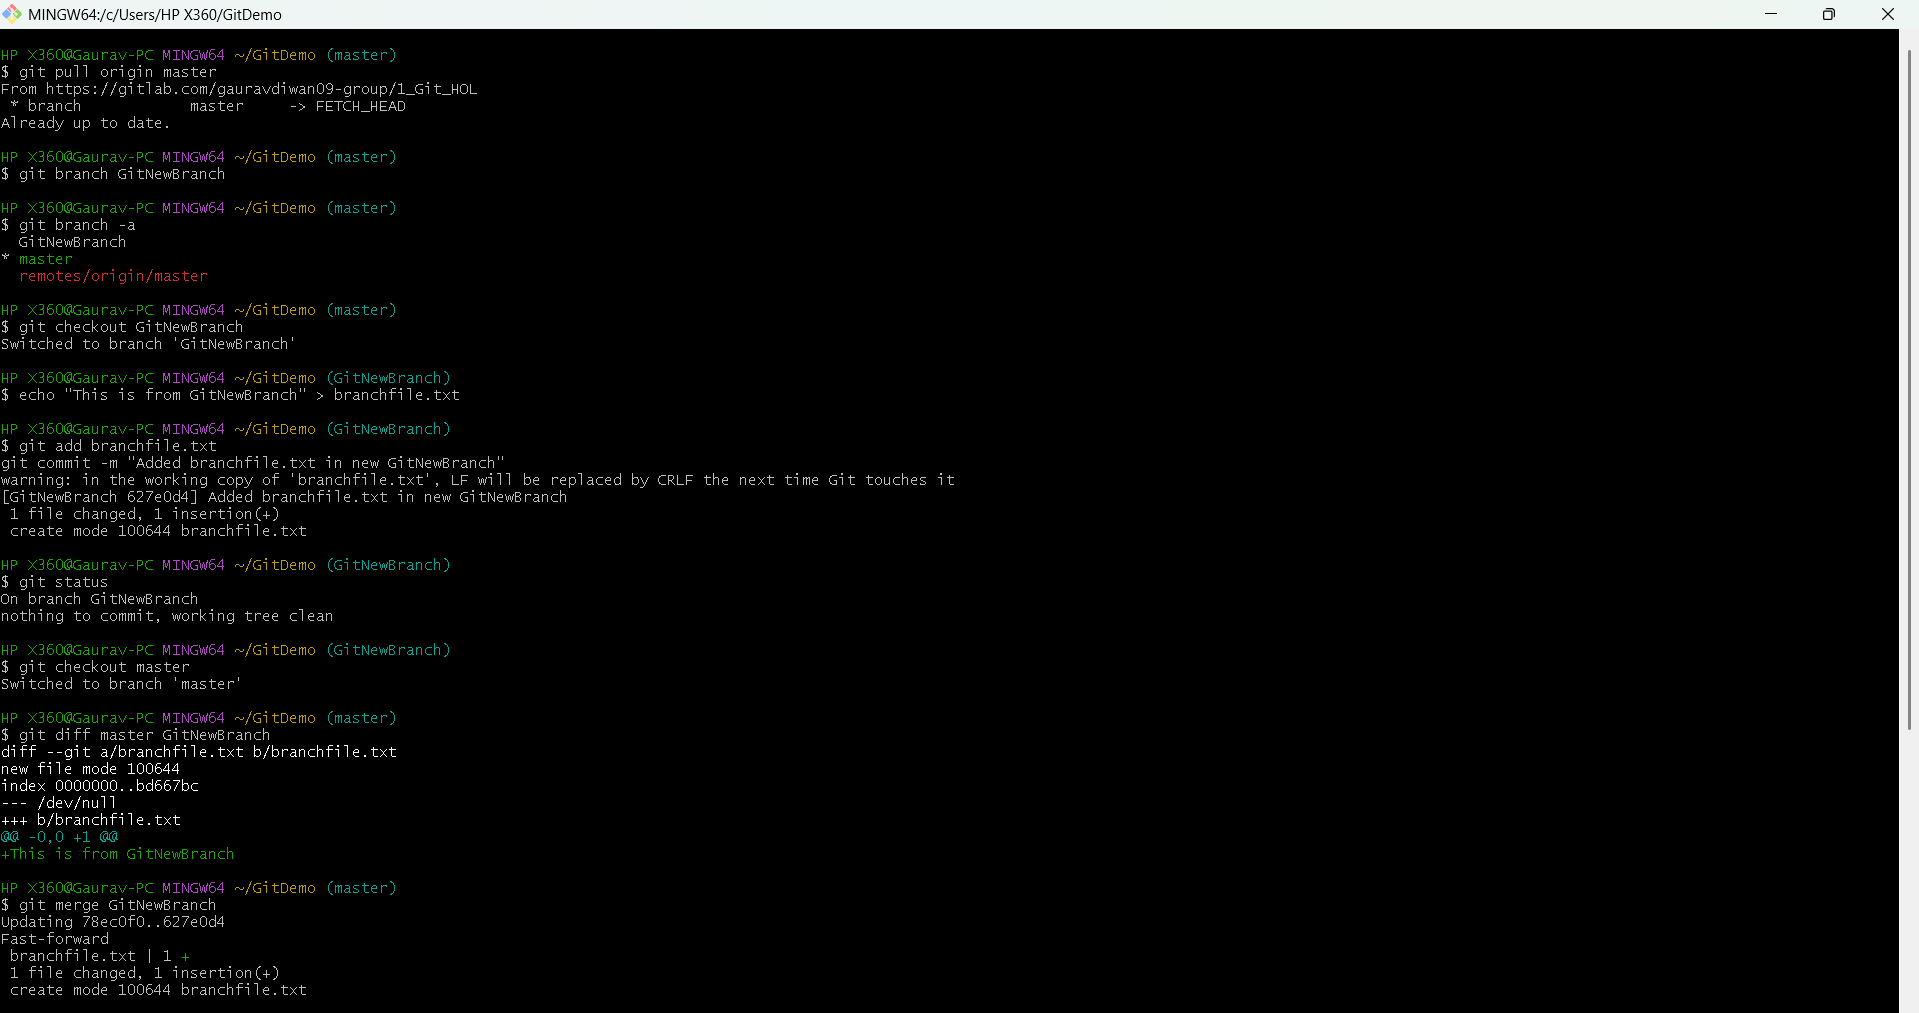 MINGW64:/c/Users/HP X360/GitDemo
HP X360@Gaurav-PC MINGW64 ~/GitDemo (master)
$ git pull origin master
From https://gitlab.com/gauravdiwan09-group/1_Git_HOL
 * branch            master     -> FETCH_HEAD
Already up to date.
HP X360@Gaurav-PC MINGW64 ~/GitDemo (master)
$ git branch GitNewBranch
HP X360@Gaurav-PC MINGW64 ~/GitDemo (master)
$ git branch -a
  GitNewBranch
* master
  remotes/origin/master
HP X360@Gaurav-PC MINGW64 ~/GitDemo (master)
$ git checkout GitNewBranch
Switched to branch 'GitNewBranch'
HP X360@Gaurav-PC MINGW64 ~/GitDemo (GitNewBranch)
$ echo "This is from GitNewBranch" > branchfile.txt
HP X360@Gaurav-PC MINGW64 ~/GitDemo (GitNewBranch)
$ git add branchfile.txt
git commit -m "Added branchfile.txt in new GitNewBranch"
warning: in the working copy of 'branchfile.txt', LF will be replaced by CRLF the next time Git touches it
[GitNewBranch 627e0d4] Added branchfile.txt in new GitNewBranch
 1 file changed, 1 insertion(+)
 create mode 100644 branchfile.txt
HP X360@Gaurav-PC MINGW64 ~/GitDemo (GitNewBranch)
$ git status
On branch GitNewBranch
nothing to commit, working tree clean
HP X360@Gaurav-PC MINGW64 ~/GitDemo (GitNewBranch)
$ git checkout master
Switched to branch 'master'
HP X360@Gaurav-PC MINGW64 ~/GitDemo (master)
$ git diff master GitNewBranch
diff --git a/branchfile.txt b/branchfile.txt
new file mode 100644
index 0000000..bd667bc
--- /dev/null
+++ b/branchfile.txt
@@ -0,0 +1 @@
+This is from GitNewBranch
HP X360@Gaurav-PC MINGW64 ~/GitDemo (master)
$ git merge GitNewBranch
Updating 78ec0f0..627e0d4
Fast-forward
 branchfile.txt | 1 +
 1 file changed, 1 insertion(+)
 create mode 100644 branchfile.txt